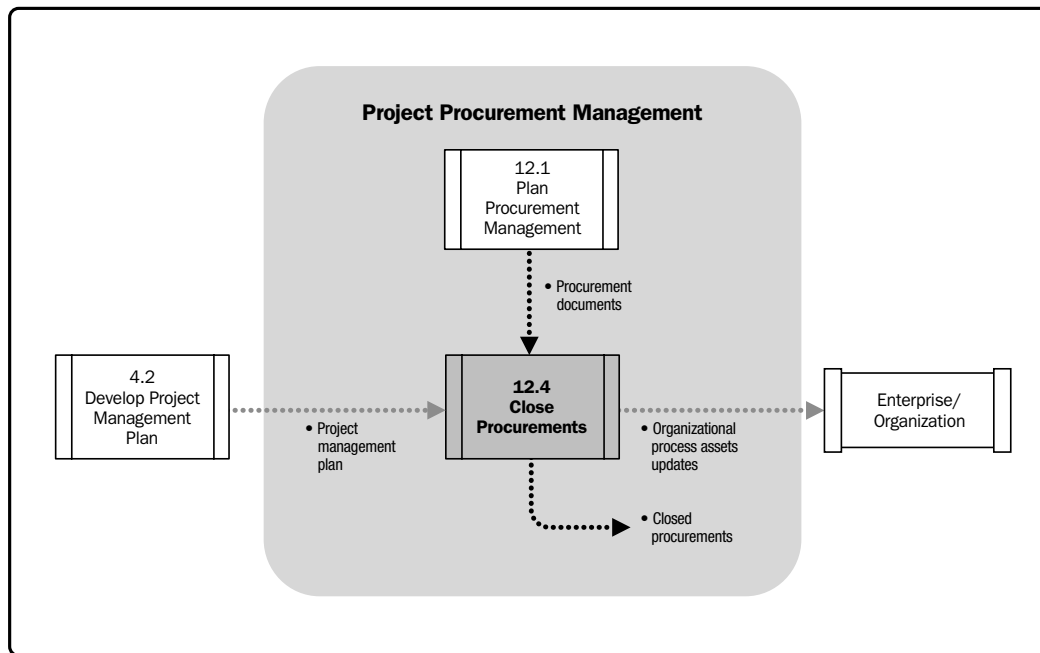 Project Procurement Management
12.1
Plan
Procurement
Management
• Procurement
documents
4.2
Develop Project
Management
Plan
• Project
management
plan
12.4
Close
Procurements
• Organizational
process assets
updates
Enterprise/
Organization
• Closed
procurements